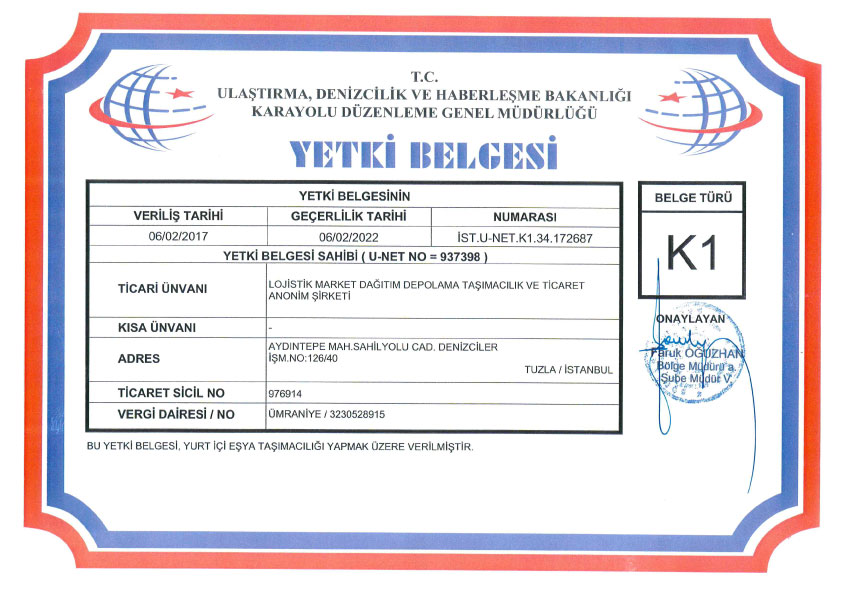 T.C.
ULAŞTIRMA, DENİZCİLİK VE HABERLEŞME BAKANLIĞI
KARAYOLU DÜZENLEME GENEL MÜDÜRLÜĞÜ
YETKİ BELGESİ
YETKİ BELGESİNİN
VERİLİŞ TARİHİ GEÇERLİLİK TARİHİ NUMARASI
06/02/2017 06/02/2022 İST.U-NET.K1.34.172687
YETKİ BELGESİ SAHİBİ ( U-NET NO = 937398 )
TİCARİ ÜNVANI
LOJİSTİK MARKET DAĞITIM DEPOLAMA TAŞIMACILIK VE TİCARET
ANONİM ŞİRKETİ
KISA ÜNVANI -
ADRES
AYDINTEPE MAH.SAHİLYOLU CAD. DENİZCİLER
İŞM.NO:126/40
TUZLA / İSTANBUL
TİCARET SİCİL NO 976914
VERGİ DAİRESİ / NO ÜMRANİYE / 3230528915
BU YETKİ BELGESİ, YURT İÇİ EŞYA TAŞIMACILIĞI YAPMAK ÜZERE VERİLMİŞTİR.
BELGE TÜRÜ
K1
ONAYLAYAN
Faruk OĞUZHAN
Bölge Müdürü a.
Şube Müdür V.